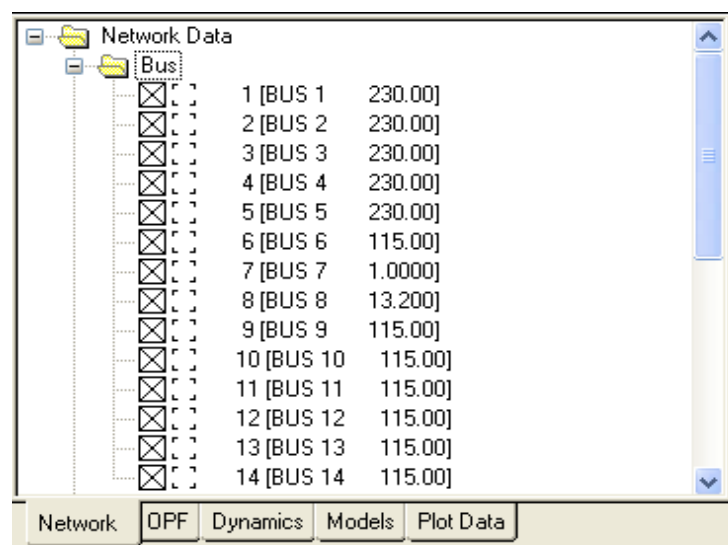 Network Data
Bus
1 [BUS 1 230.00]
2 [BUS 2 230.00]
3 [BUS 3 230.00]
4 [BUS 4 230.00]
5 [BUS 5 230.00]
6 [BUS 6 115.00]
7 [BUS 7 1.0000]
8 [BUS 8 13.200]
9 [BUS 9 115.00]
10 [BUS 10 115.00]
11 [BUS 11 115.00]
12 [BUS 12 115.00]
13 [BUS 13 115.00]
14 [BUS 14 115.00]
Network OPF Dynamics Models Plot Data